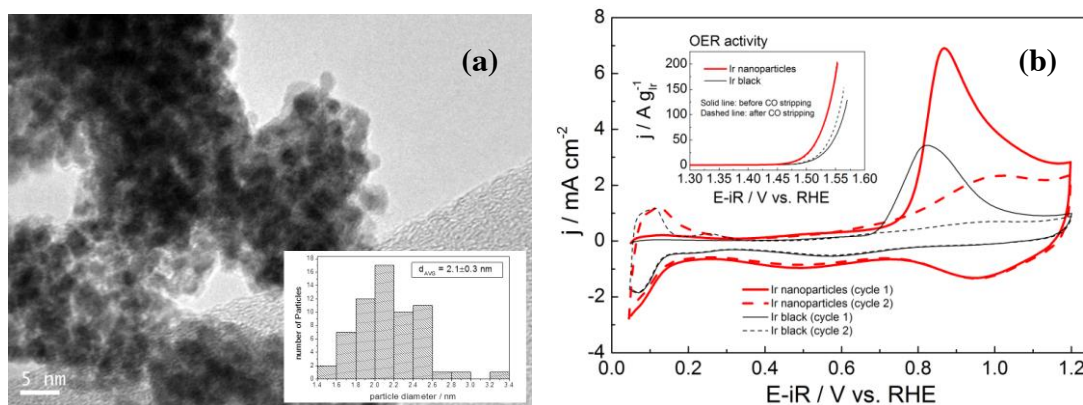 (a)
5 nm
number of Particles
18
16
14
12
10
8
6
4
2
0
d_AVG = 2.1±0.3 nm
1.4 1.6 1.8 2.0 2.2 2.4 2.6 2.8 3.0 3.2 3.4
particle diameter / nm
(b)
j / mA cm⁻²
8
6
4
2
0
-2
-4
OER activity
j / A g_Ir⁻¹
200
175
150
125
100
75
50
25
0
Ir nanoparticles
Ir black
Solid line: before CO stripping
Dashed line: after CO stripping
1.30 1.35 1.40 1.45 1.50 1.55 1.60
E-iR / V vs. RHE
Ir nanoparticles (cycle 1)
Ir nanoparticles (cycle 2)
Ir black (cycle 1)
Ir black (cycle 2)
0.0 0.2 0.4 0.6 0.8 1.0 1.2
E-iR / V vs. RHE